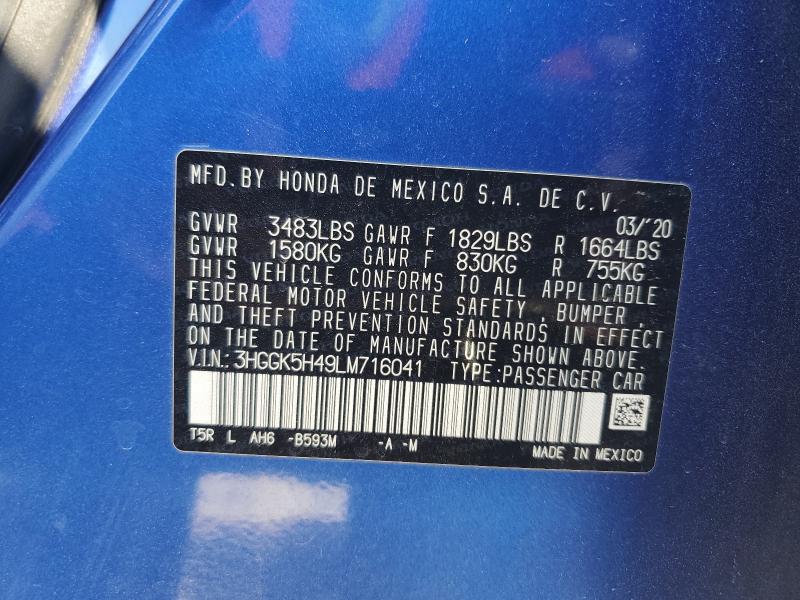 MFD. BY HONDA DE MEXICO S.A. DE C.V.
03/'20
GVWR 3483LBS GAWR F 1829LBS R 1664LBS
GVWR 1580KG GAWR F 830KG R 755KG
THIS VEHICLE CONFORMS TO ALL APPLICABLE
FEDERAL MOTOR VEHICLE SAFETY, BUMPER,
AND THEFT PREVENTION STANDARDS IN EFFECT
ON THE DATE OF MANUFACTURE SHOWN ABOVE.
V.I.N.: 3HGGK5H49LM716041 TYPE:PASSENGER CAR
T5R L AH6 -B593M -A -M
MADE IN MEXICO